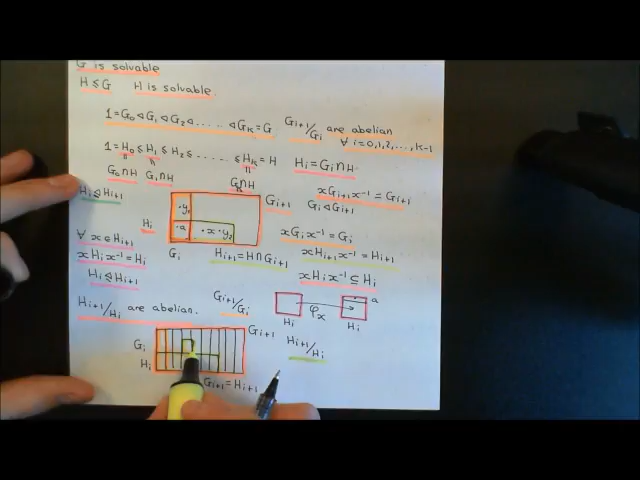 G is solvable
H ≤ G H is solvable.
1 = G₀ ◁ G₁ ◁ G₂ ◁ ...... ◁ Gₖ = G Gᵢ₊₁/Gᵢ are abelian
∀ i = 0,1,2,...,k-1
1 = H₀ ≤ H₁ ≤ H₂ ≤ ...... ≤ Hₖ = H Hᵢ = Gᵢ ∩ H
G₀∩H G₁∩H Gₖ∩H
xGᵢ₊₁x⁻¹ = Gᵢ₊₁
Hᵢ ⊴ Hᵢ₊₁ Gᵢ₊₁ Gᵢ ◁ Gᵢ₊₁
·y₁
Hᵢ ·a ·x ·y₂ xGᵢx⁻¹ = Gᵢ
∀ x ∈ Hᵢ₊₁ Gᵢ Hᵢ₊₁ = H∩Gᵢ₊₁ xHᵢ₊₁x⁻¹ = Hᵢ₊₁
xHᵢx⁻¹ = Hᵢ xHᵢx⁻¹ ⊆ Hᵢ
Hᵢ ⊴ Hᵢ₊₁
Hᵢ₊₁/Hᵢ are abelian. Gᵢ₊₁/Gᵢ φₓ a
Hᵢ Hᵢ
Gᵢ Gᵢ₊₁ Hᵢ₊₁/Hᵢ
Hᵢ
Gᵢ₊₁ = Hᵢ₊₁